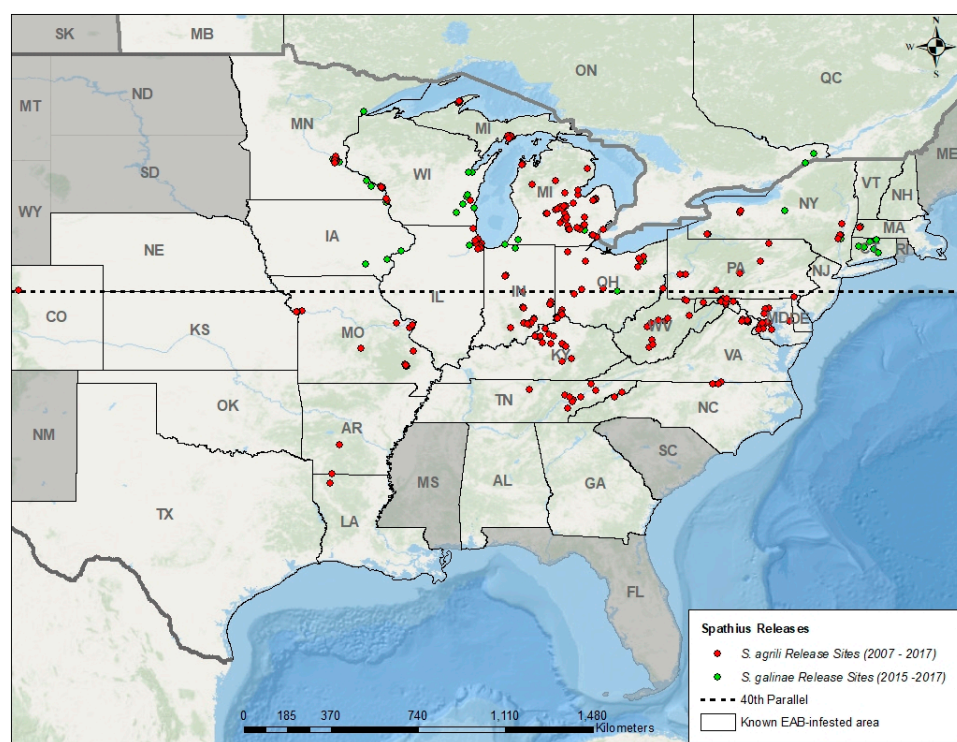 SK
MB
ON
QC
N
W
E
S
MT
ND
MN
MI
ME
SD
WI
MI
VT
NH
NY
WY
MA
NE
IA
PA
NJ
IL
IN
OH
CO
KS
MO
WV
MD
DE
VA
KY
OK
TN
NC
NM
AR
SC
MS
AL
GA
TX
LA
FL
Spathius Releases
S. agrili Release Sites (2007 - 2017)
S. galinae Release Sites (2015 -2017)
40th Parallel
Known EAB-infested area
0 185 370 740 1,110 1,480
Kilometers